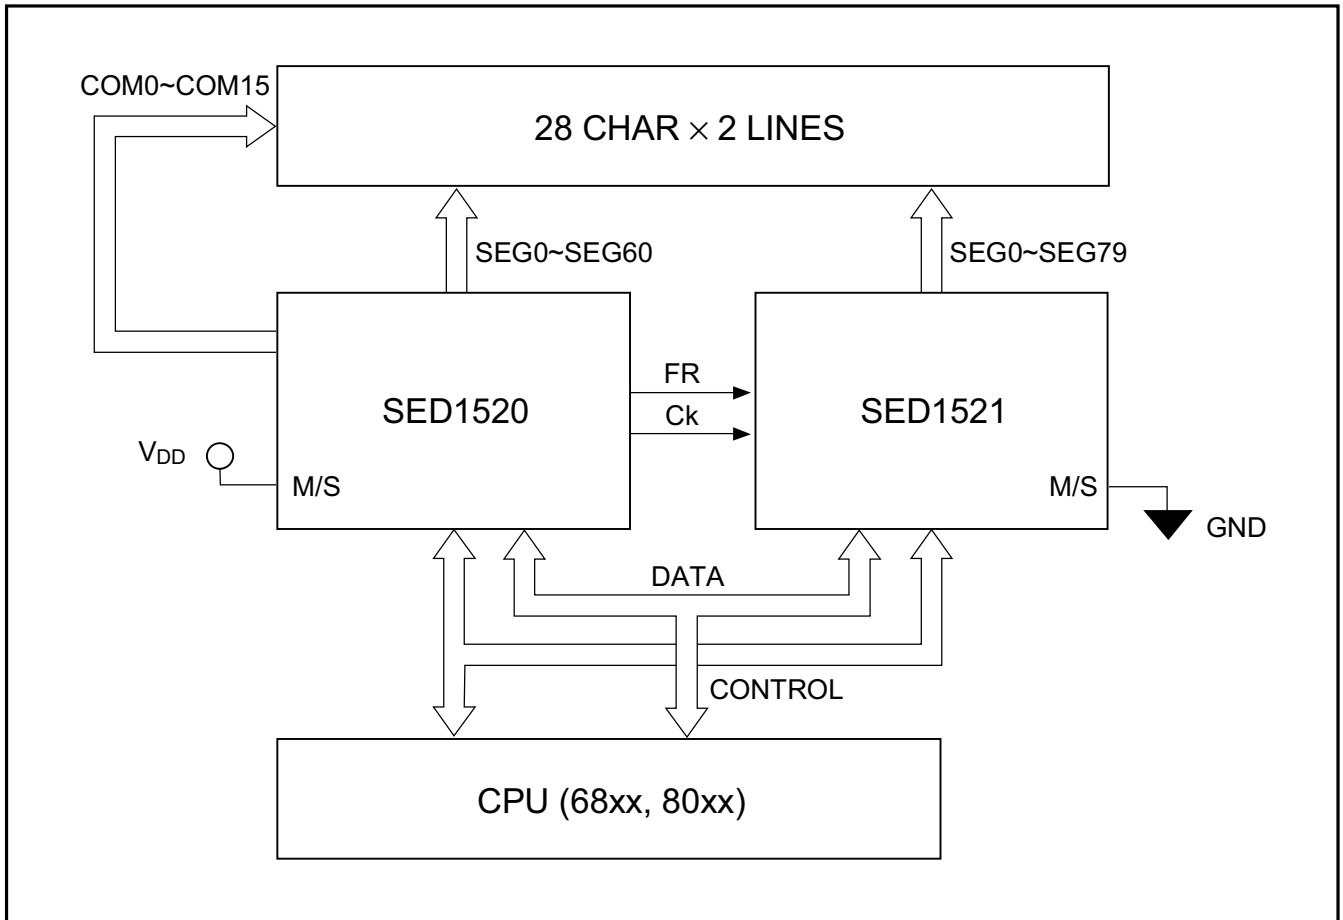 COM0~COM15
28 CHAR × 2 LINES
SEG0~SEG60
SEG0~SEG79
FR
SED1520
Ck
SED1521
VDD
M/S
M/S
GND
DATA
CONTROL
CPU (68xx, 80xx)